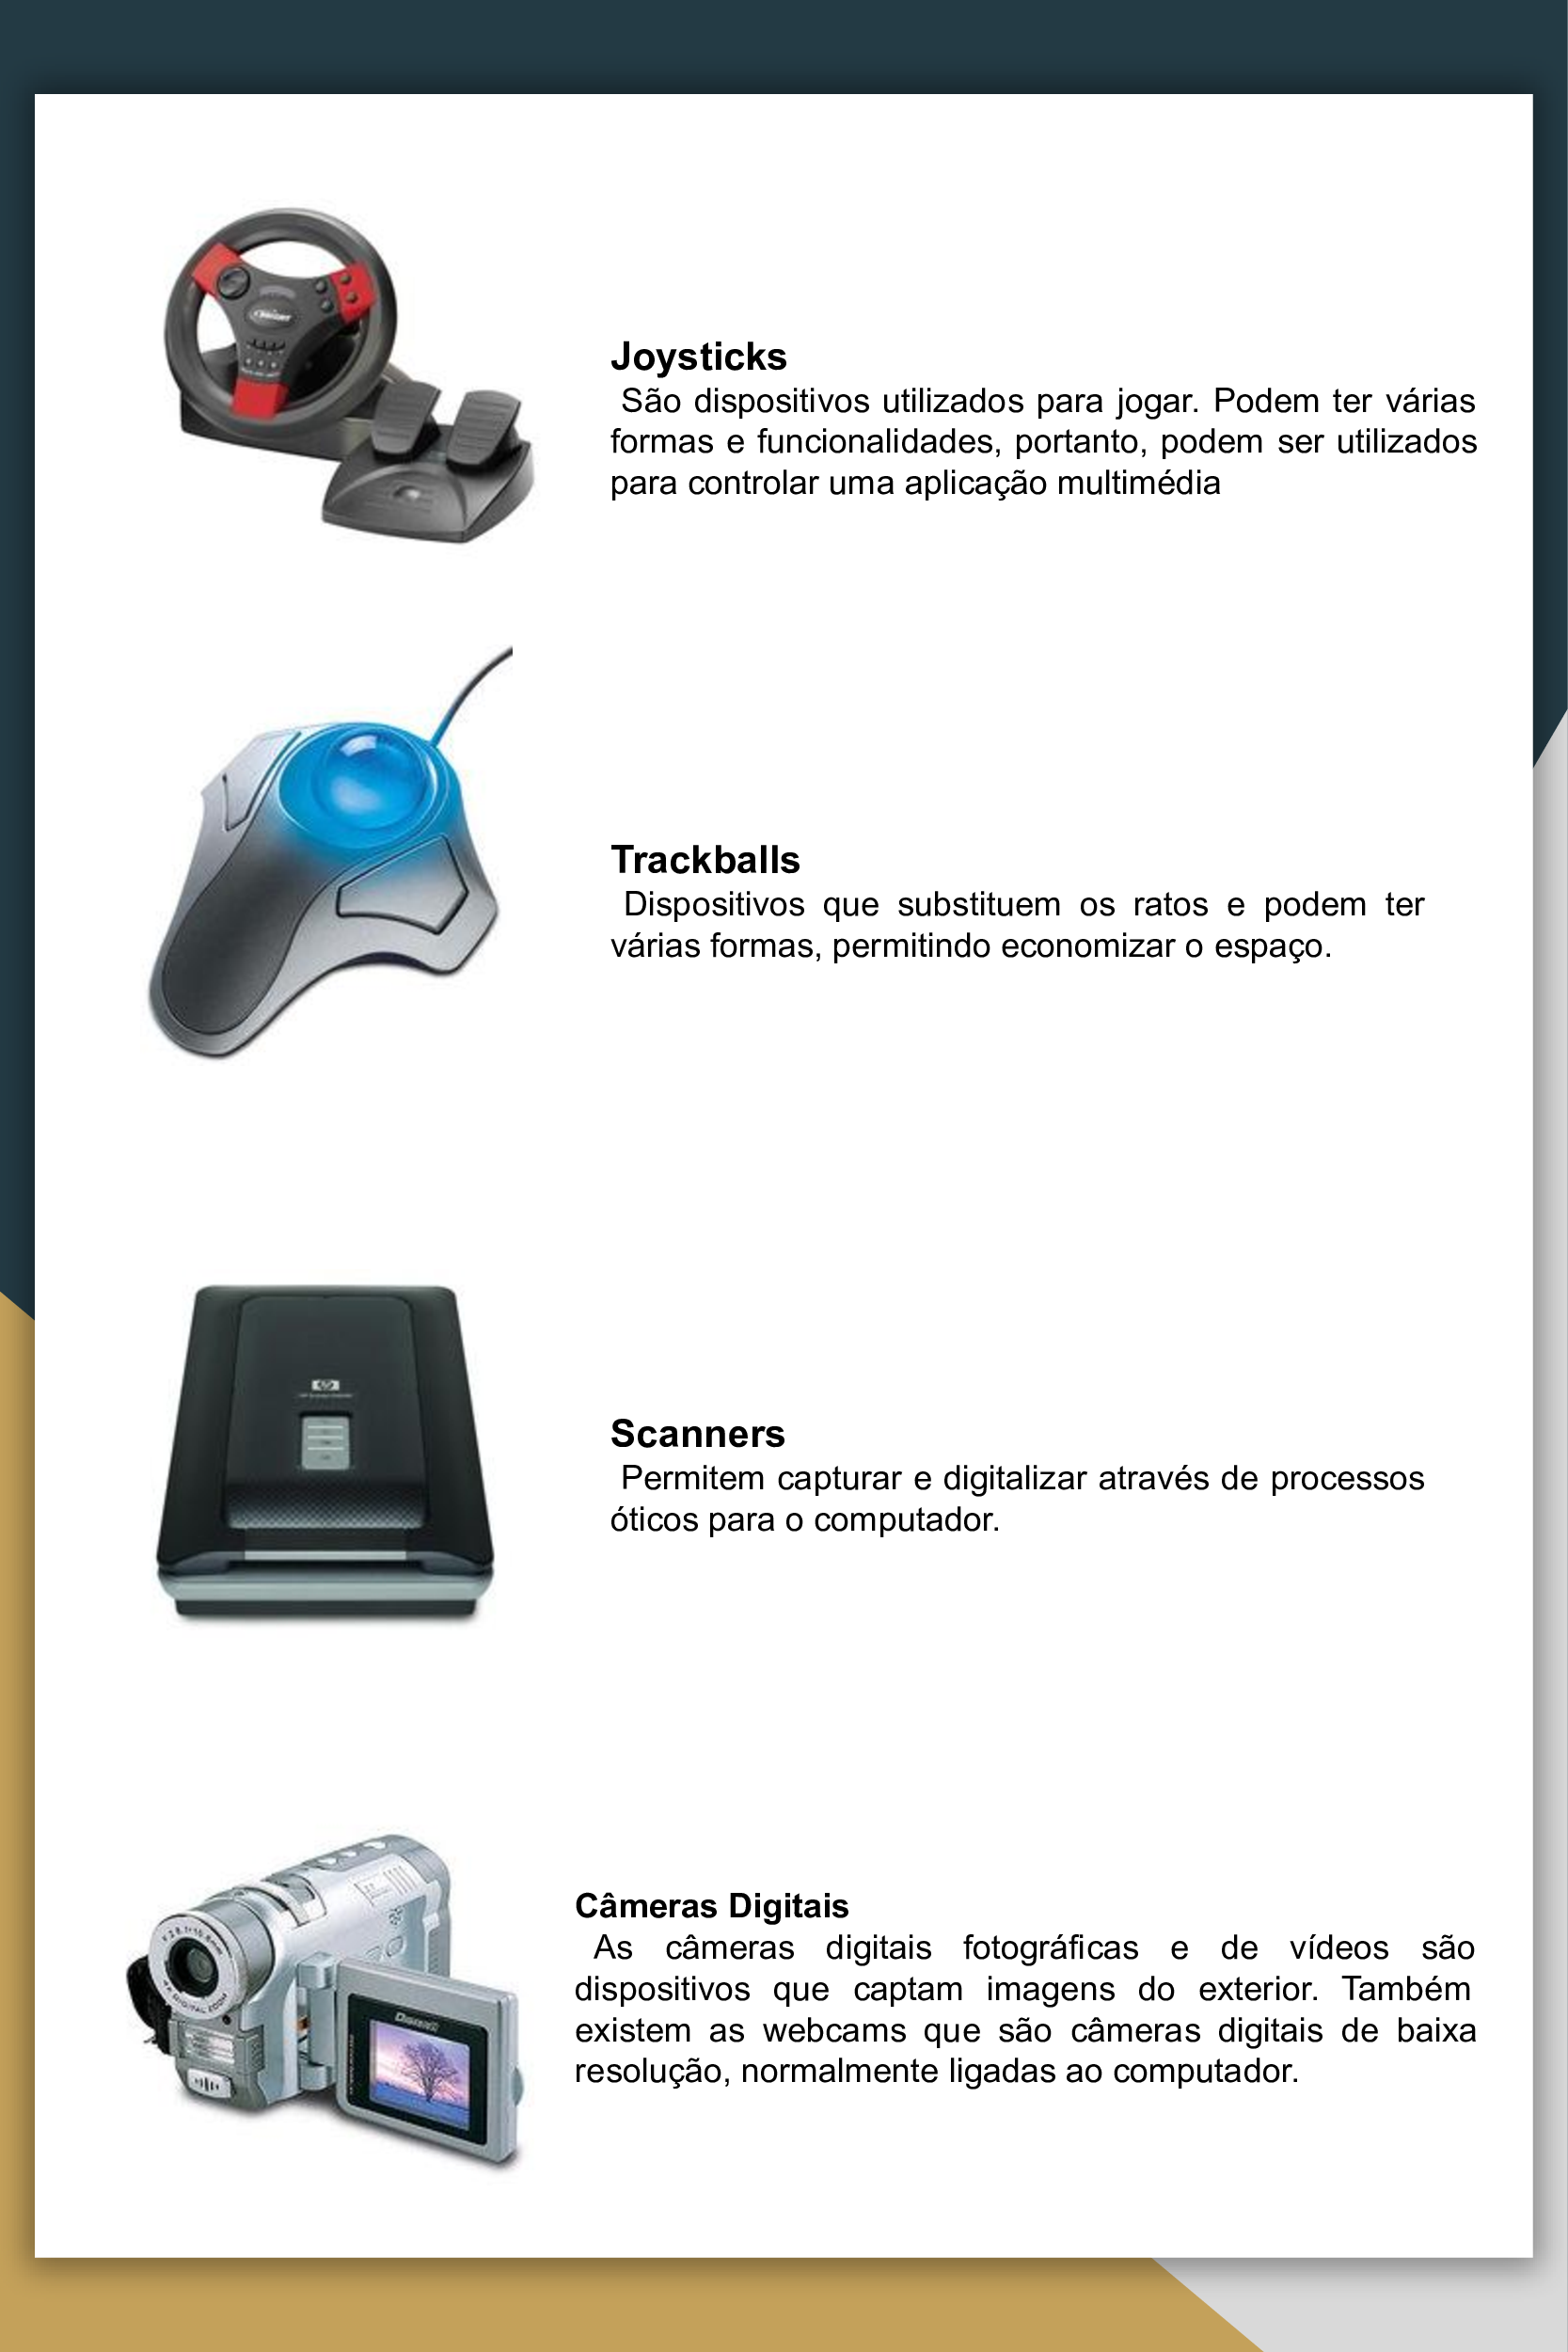 Joysticks
São dispositivos utilizados para jogar. Podem ter várias
formas e funcionalidades, portanto, podem ser utilizados
para controlar uma aplicação multimédia
Trackballs
Dispositivos que substituem os ratos e podem ter
várias formas, permitindo economizar o espaço.
hp
Scanners
Permitem capturar e digitalizar através de processos
óticos para o computador.
Câmeras Digitais
As câmeras digitais fotográficas e de vídeos são
dispositivos que captam imagens do exterior. Também
existem as webcams que são câmeras digitais de baixa
resolução, normalmente ligadas ao computador.